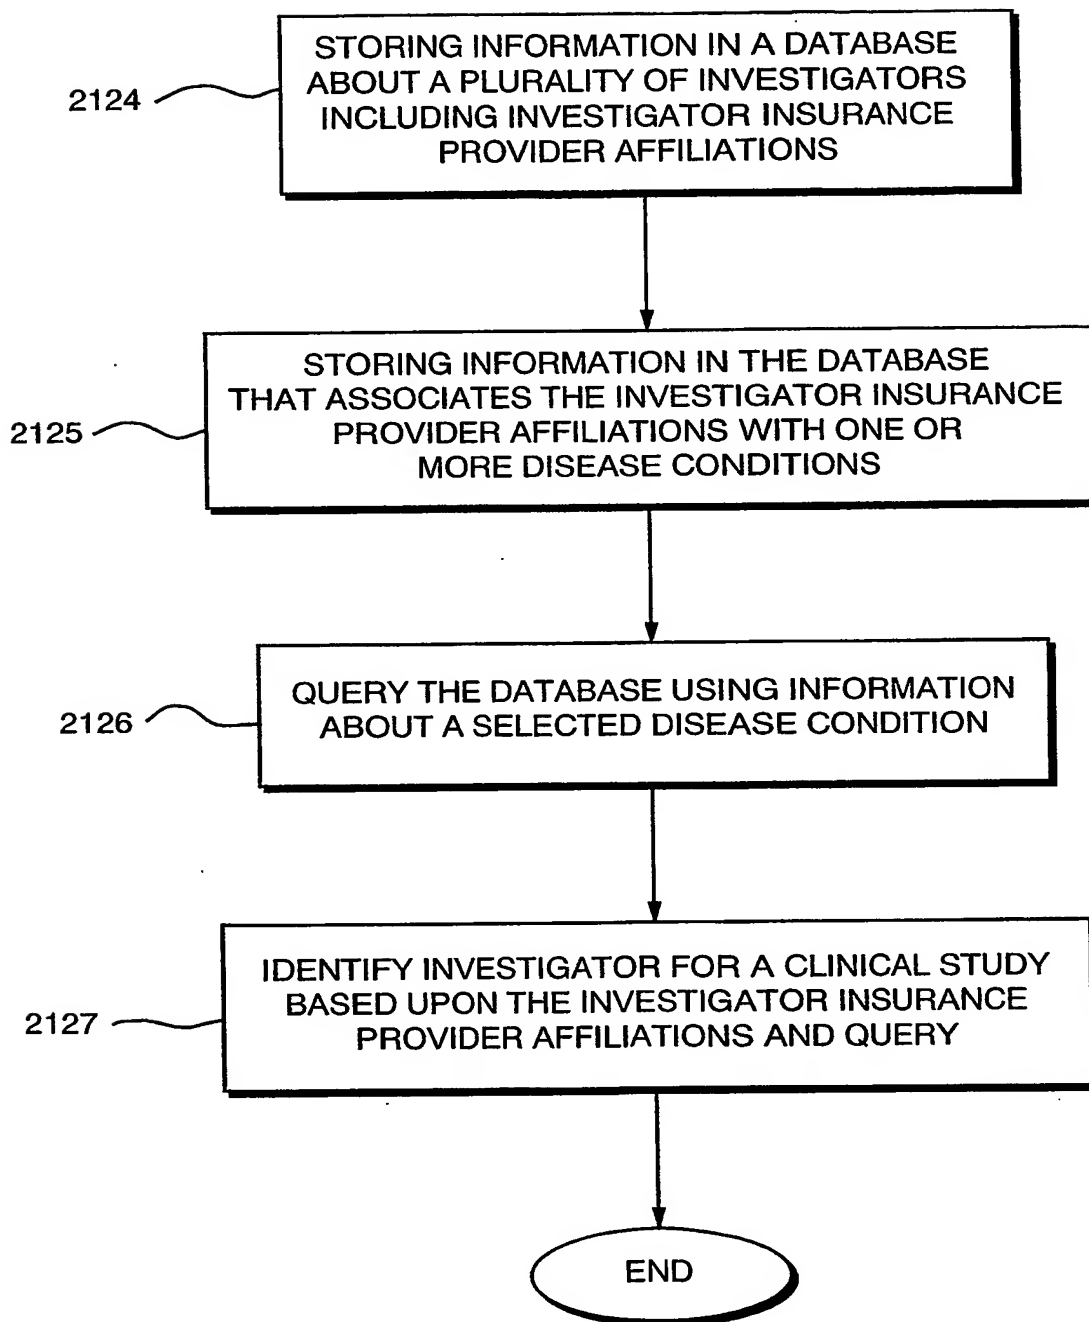 STORING INFORMATION IN A DATABASE
ABOUT A PLURALITY OF INVESTIGATORS
INCLUDING INVESTIGATOR INSURANCE
PROVIDER AFFILIATIONS
2124
STORING INFORMATION IN THE DATABASE
THAT ASSOCIATES THE INVESTIGATOR INSURANCE
PROVIDER AFFILIATIONS WITH ONE OR
MORE DISEASE CONDITIONS
2125
QUERY THE DATABASE USING INFORMATION
ABOUT A SELECTED DISEASE CONDITION
2126
IDENTIFY INVESTIGATOR FOR A CLINICAL STUDY
BASED UPON THE INVESTIGATOR INSURANCE
PROVIDER AFFILIATIONS AND QUERY
2127
END